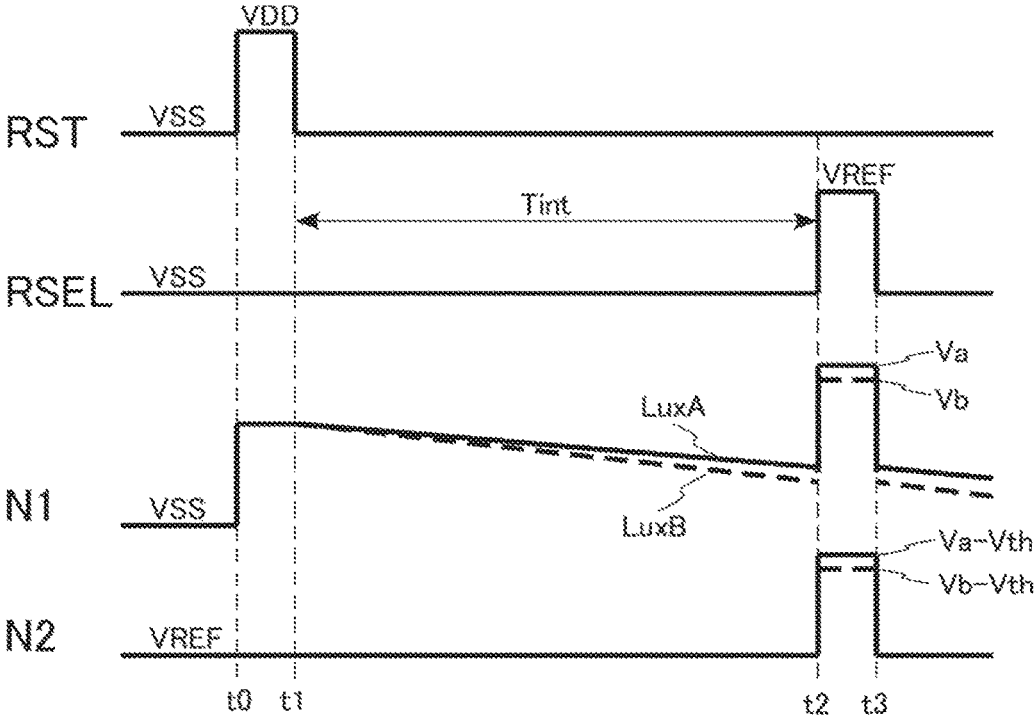 VDD
RST
VSS
VREF
Tint
RSEL
VSS
Va
Vb
LuxA
N1
VSS
LuxB
Va-Vth
Vb-Vth
N2
VREF
t0
t1
t2
t3